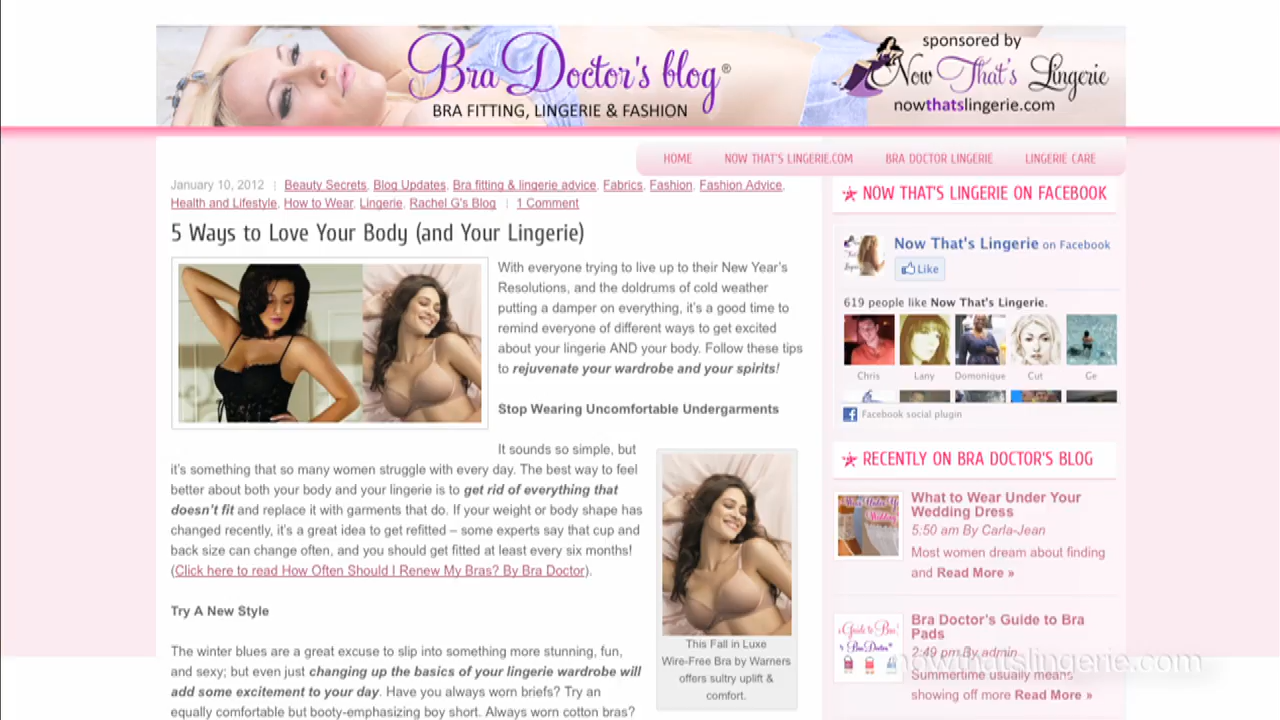 Bra Doctor's blog®
BRA FITTING, LINGERIE & FASHION
sponsored by
Now That's Lingerie
nowthatslingerie.com
HOME
NOW THAT'S LINGERIE.COM
BRA DOCTOR LINGERIE
LINGERIE CARE
January 10, 2012 | Beauty Secrets, Blog Updates, Bra fitting & lingerie advice, Fabrics, Fashion, Fashion Advice,
Health and Lifestyle, How to Wear, Lingerie, Rachel G's Blog | 1 Comment
5 Ways to Love Your Body (and Your Lingerie)
With everyone trying to live up to their New Year's
Resolutions, and the doldrums of cold weather
putting a damper on everything, it's a good time to
remind everyone of different ways to get excited
about your lingerie AND your body. Follow these tips
to rejuvenate your wardrobe and your spirits!
Stop Wearing Uncomfortable Undergarments
It sounds so simple, but
it's something that so many women struggle with every day. The best way to feel
better about both your body and your lingerie is to get rid of everything that
doesn't fit and replace it with garments that do. If your weight or body shape has
changed recently, it's a great idea to get refitted – some experts say that cup and
back size can change often, and you should get fitted at least every six months!
(Click here to read How Often Should I Renew My Bras? By Bra Doctor).
Try A New Style
The winter blues are a great excuse to slip into something more stunning, fun,
and sexy; but even just changing up the basics of your lingerie wardrobe will
add some excitement to your day. Have you always worn briefs? Try an
equally comfortable but booty-emphasizing boy short. Always worn cotton bras?
This Fall in Luxe
Wire-Free Bra by Warners
offers sultry uplift &
comfort.
NOW THAT'S LINGERIE ON FACEBOOK
Now That's Lingerie on Facebook
Like
619 people like Now That's Lingerie.
Chris
Lany
Domonique
Cut
Ge
Facebook social plugin
RECENTLY ON BRA DOCTOR'S BLOG
What to Wear Under Your
Wedding Dress
5:50 am By Carla-Jean
Most women dream about finding
and Read More »
Bra Doctor's Guide to Bra
Pads
2:49 pm By admin
Summertime usually means
showing off more Read More »
nowthatslingerie.com